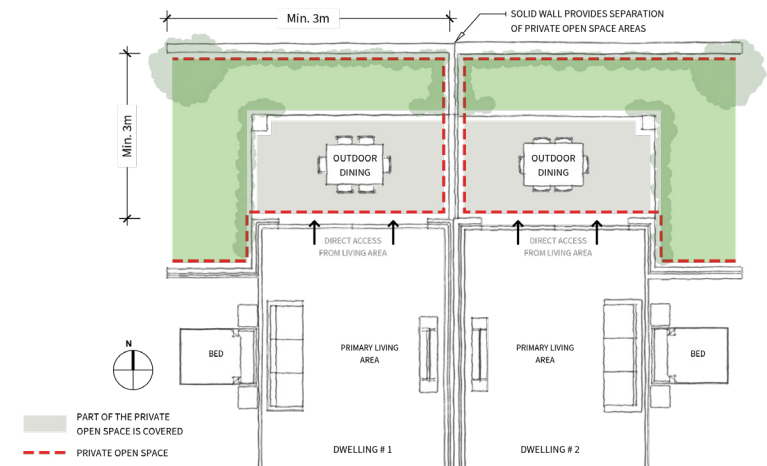 Min. 3m
SOLID WALL PROVIDES SEPARATION
OF PRIVATE OPEN SPACE AREAS
Min. 3m
OUTDOOR
DINING
OUTDOOR
DINING
DIRECT ACCESS
FROM LIVING AREA
DIRECT ACCESS
FROM LIVING AREA
N
BED
PRIMARY LIVING
AREA
PRIMARY LIVING
AREA
BED
PART OF THE PRIVATE
OPEN SPACE IS COVERED
PRIVATE OPEN SPACE
DWELLING # 1
DWELLING # 2